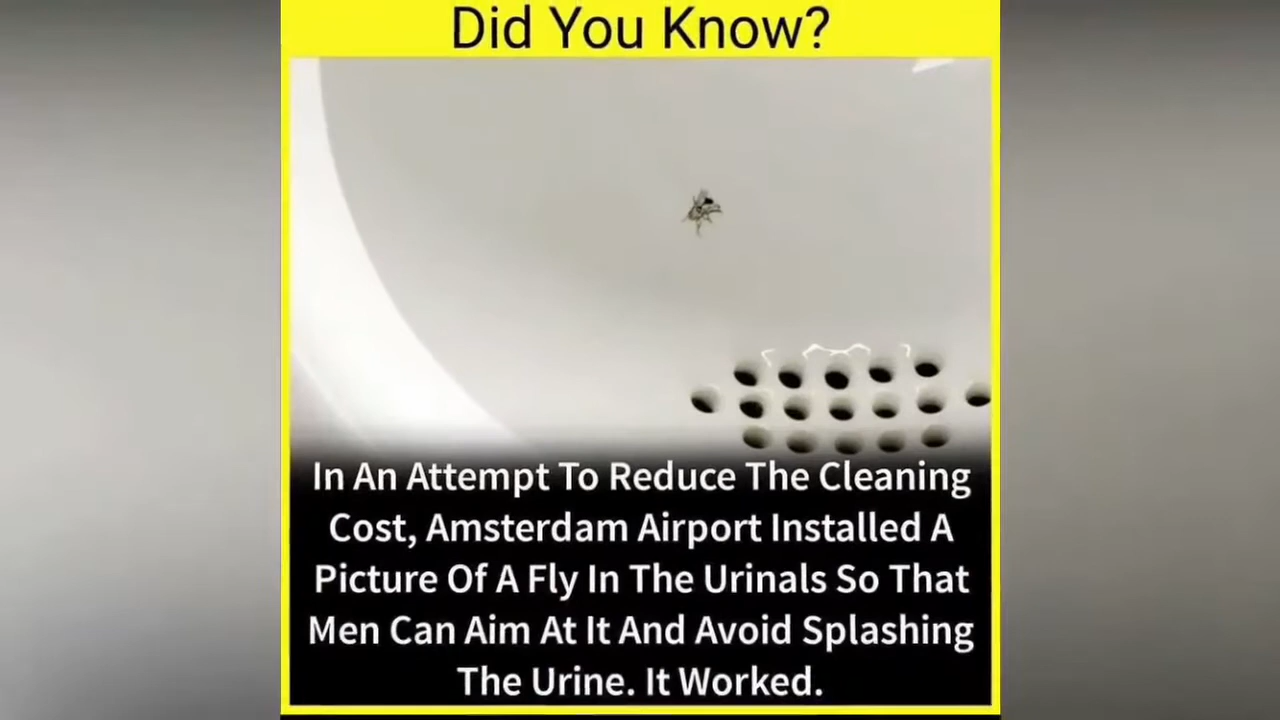 Did You Know?
In An Attempt To Reduce The Cleaning
Cost, Amsterdam Airport Installed A
Picture Of A Fly In The Urinals So That
Men Can Aim At It And Avoid Splashing
The Urine. It Worked.